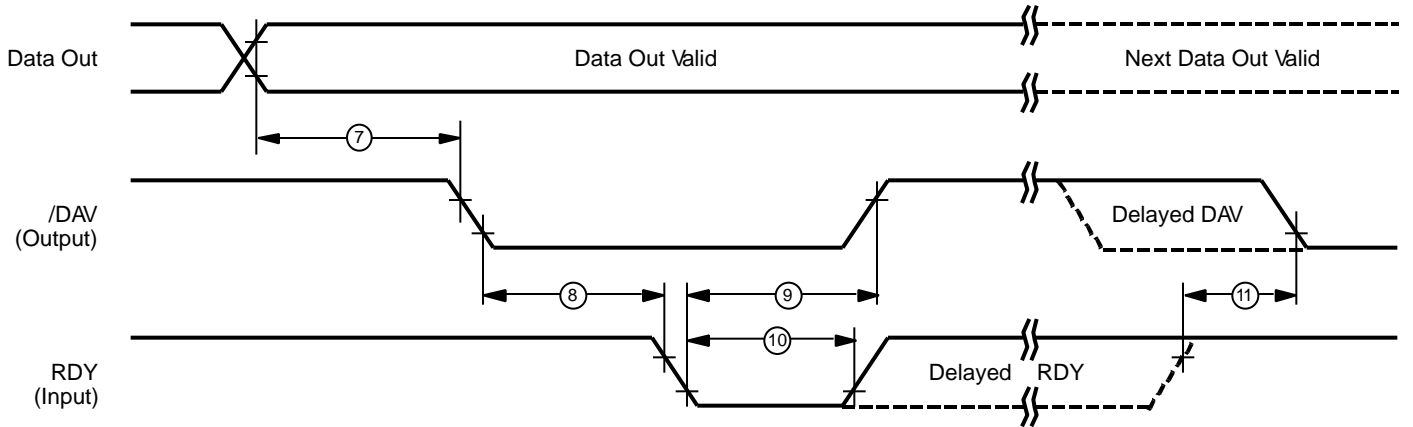 Data Out
Data Out Valid
Next Data Out Valid
7
/DAV
(Output)
Delayed DAV
8
9
11
10
RDY
(Input)
Delayed RDY